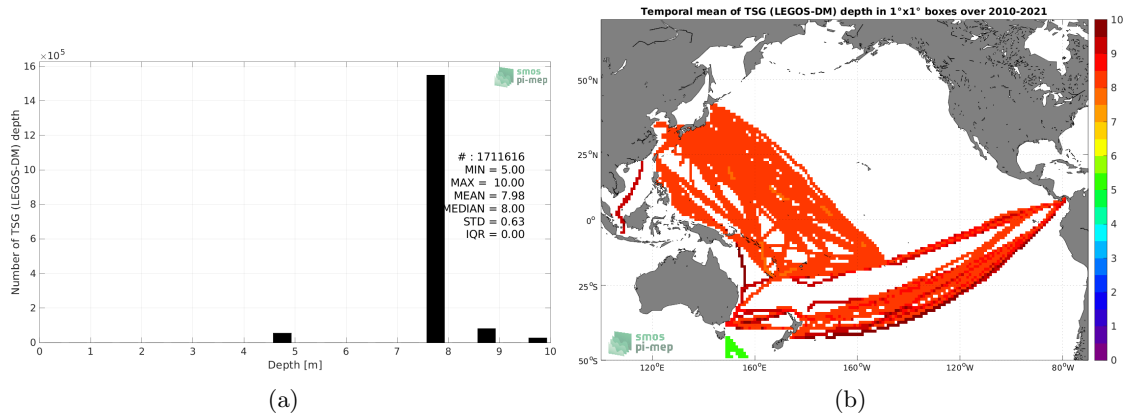 ×10⁵
16
14
12
10
8
6
4
2
0
Number of TSG (LEGOS-DM) depth
smos
pi-mep
# : 1711616
MIN = 5.00
MAX = 10.00
MEAN = 7.98
MEDIAN = 8.00
STD = 0.63
IQR = 0.00
0 1 2 3 4 5 6 7 8 9 10
Depth [m]
(a)
Temporal mean of TSG (LEGOS-DM) depth in 1°x1° boxes over 2010-2021
50°N
25°N
0°
25°S
50°S
smos
pi-mep
120°E 160°E 160°W 120°W 80°W
10
9
8
7
6
5
4
3
2
1
0
(b)